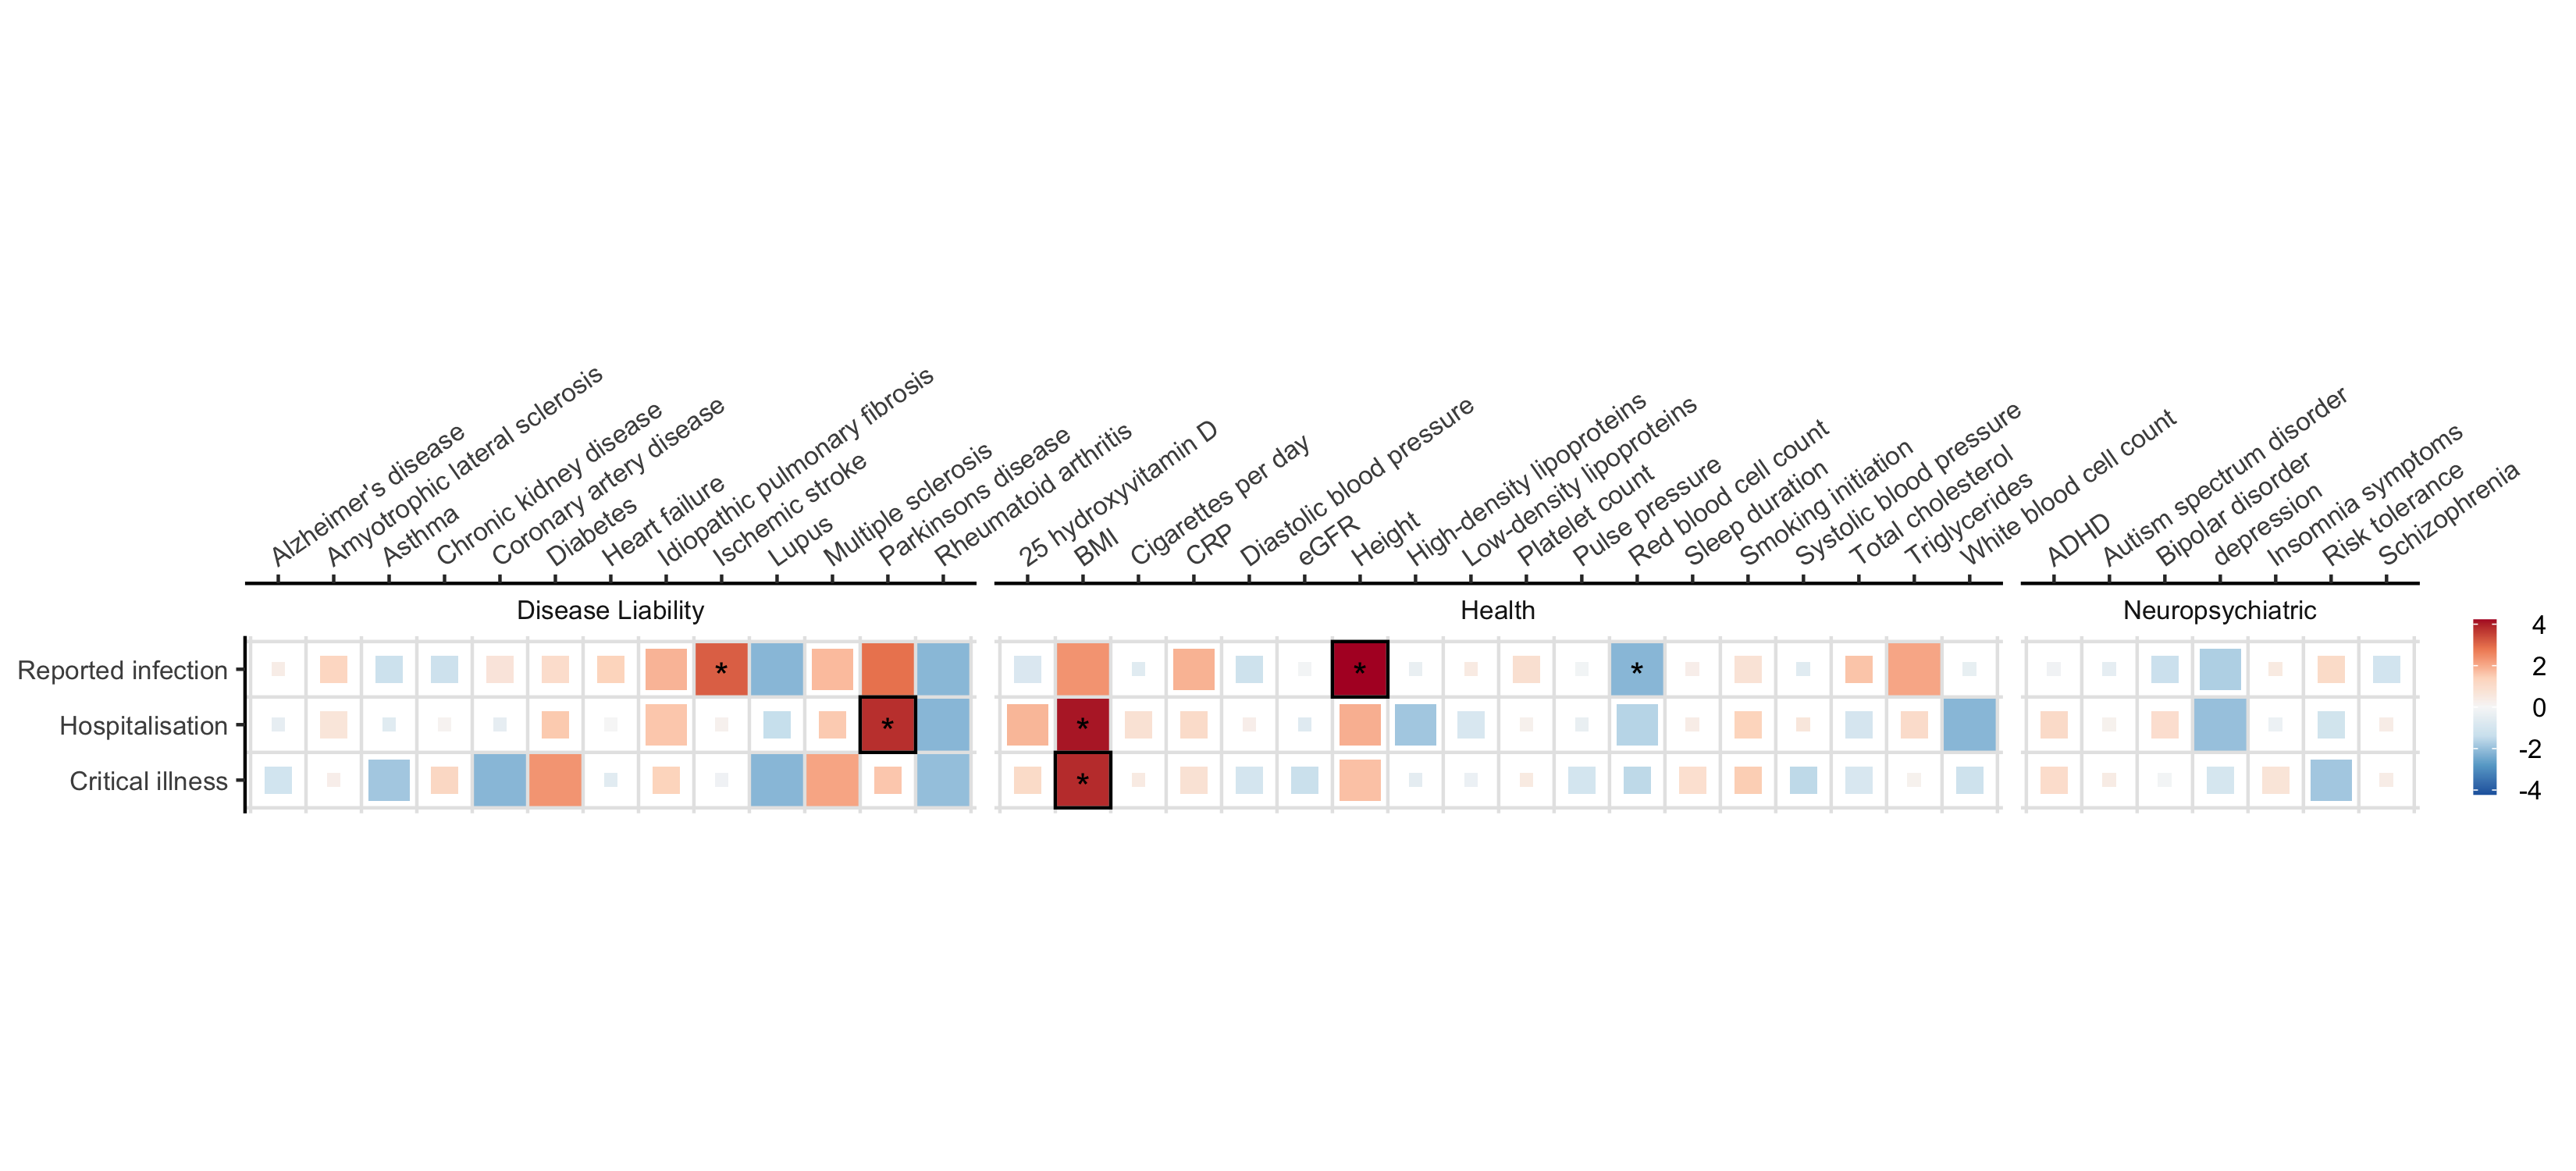 Alzheimer's disease
Amyotrophic lateral sclerosis
Asthma
Chronic kidney disease
Coronary artery disease
Diabetes
Heart failure
Idiopathic pulmonary fibrosis
Ischemic stroke
Lupus
Multiple sclerosis
Parkinsons disease
Rheumatoid arthritis
25 hydroxyvitamin D
BMI
Cigarettes per day
CRP
Diastolic blood pressure
eGFR
Height
High-density lipoproteins
Low-density lipoproteins
Platelet count
Pulse pressure
Red blood cell count
Sleep duration
Smoking initiation
Systolic blood pressure
Total cholesterol
Triglycerides
White blood cell count
ADHD
Autism spectrum disorder
Bipolar disorder
depression
Insomnia symptoms
Risk tolerance
Schizophrenia
Disease Liability
Health
Neuropsychiatric
Reported infection
* * *
Hospitalisation
* *
Critical illness
*
4
2
0
-2
-4